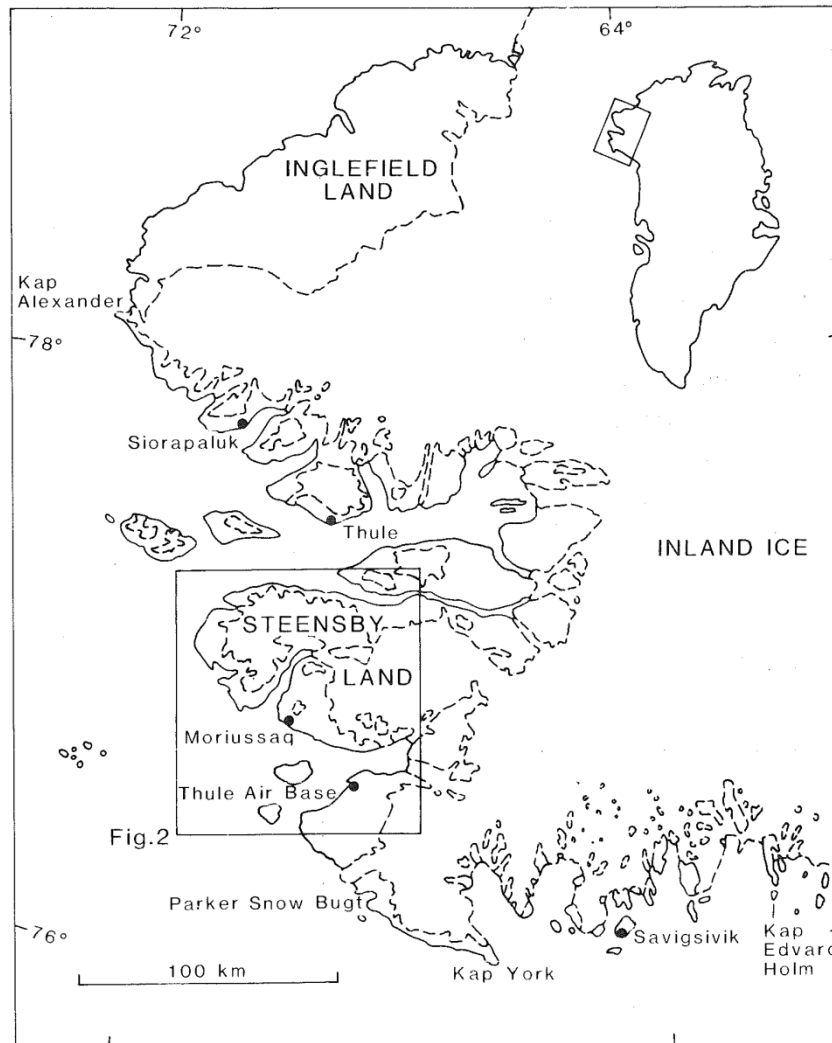 72°
64°
INGLEFIELD
LAND
Kap
Alexander
78°
Siorapaluk
Thule
INLAND ICE
STEENSBY
LAND
Moriussaq
Thule Air Base
Fig.2
Parker Snow Bugt
76°
Savigsivik
Kap
Edvard
Holm
100 km
Kap York